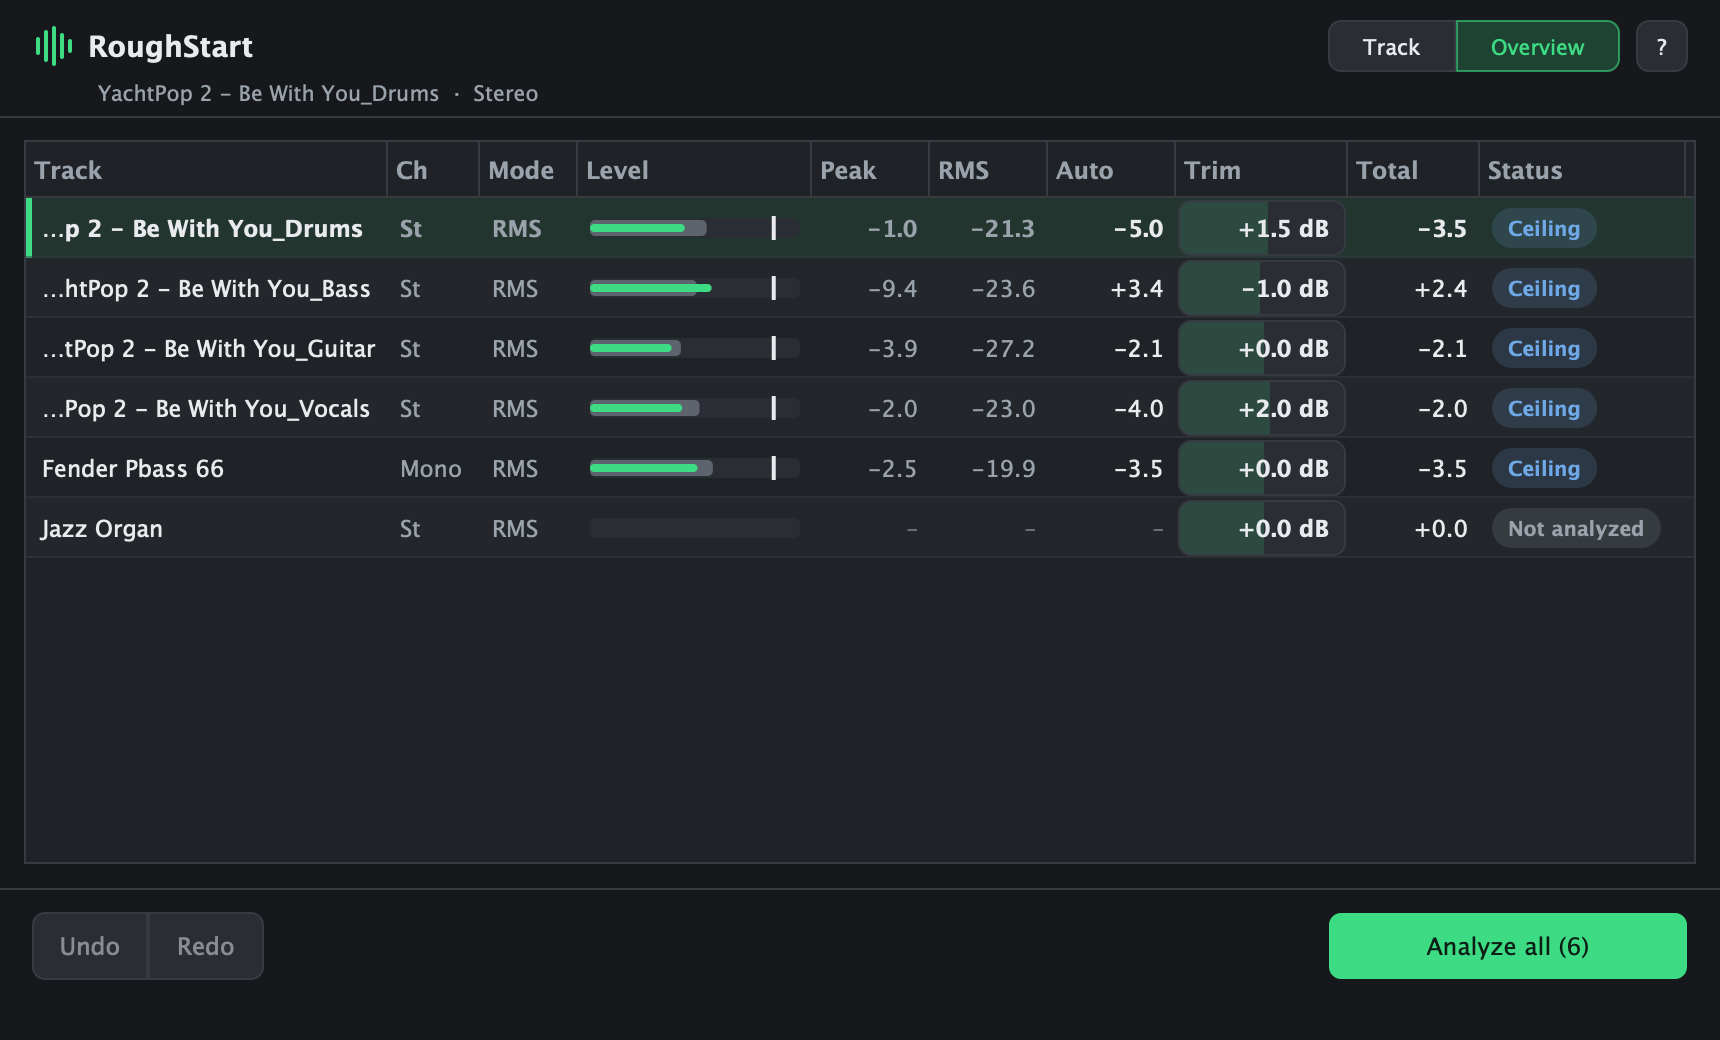 RoughStart
Track Overview ?
YachtPop 2 – Be With You_Drums · Stereo
Track Ch Mode Level Peak RMS Auto Trim Total Status
...p 2 – Be With You_Drums St RMS −1.0 −21.3 −5.0 +1.5 dB −3.5 Ceiling
...htPop 2 – Be With You_Bass St RMS −9.4 −23.6 +3.4 −1.0 dB +2.4 Ceiling
...tPop 2 – Be With You_Guitar St RMS −3.9 −27.2 −2.1 +0.0 dB −2.1 Ceiling
...Pop 2 – Be With You_Vocals St RMS −2.0 −23.0 −4.0 +2.0 dB −2.0 Ceiling
Fender Pbass 66 Mono RMS −2.5 −19.9 −3.5 +0.0 dB −3.5 Ceiling
Jazz Organ St RMS – – – +0.0 dB +0.0 Not analyzed
Undo Redo Analyze all (6)